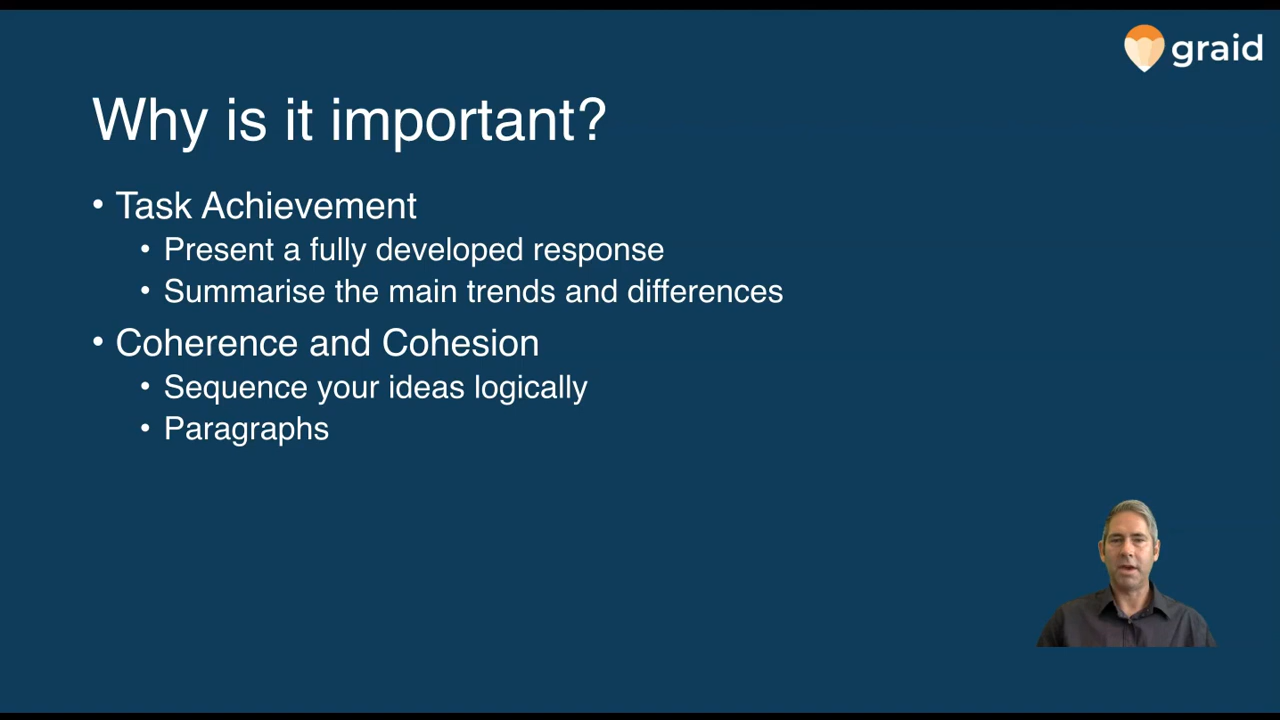 graid
Why is it important?
• Task Achievement
• Present a fully developed response
• Summarise the main trends and differences
• Coherence and Cohesion
• Sequence your ideas logically
• Paragraphs